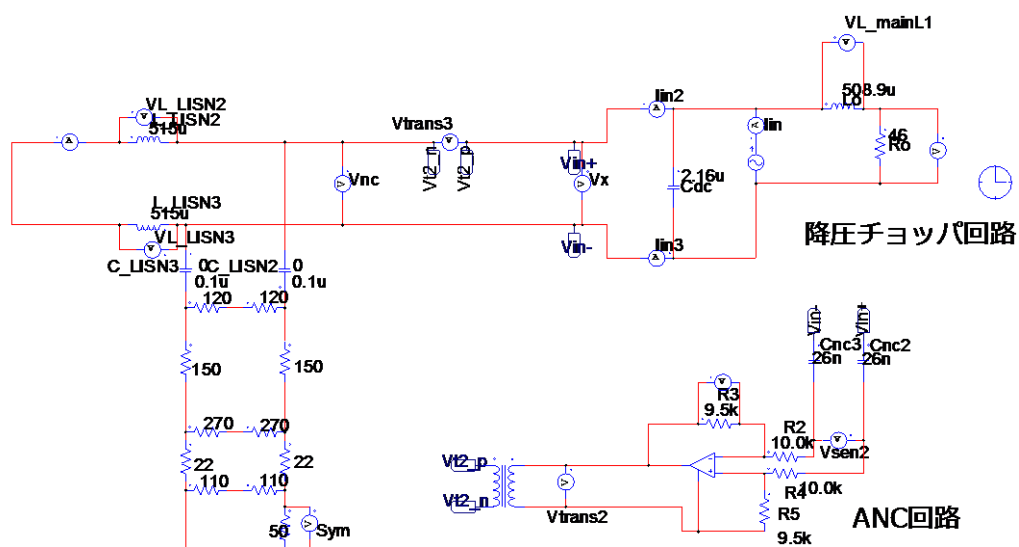 VL_mainL1
508.9u
Lo
VL_LISN2
L_LISN2
515u
Vtrans3
Iin2
Iin
46
Ro
Vt2_n
Vt2_p
Vin+
Vnc
Vx
2.16u
Cdc
L_LISN3
515u
VL_LISN3
Vin-
Iin3
降圧チョッパ回路
C_LISN3
0
C_LISN2
0
0.1u
0.1u
120
120
Vin-
Vin+
Cnc3
Cnc2
26n
26n
150
150
R3
9.5k
270
270
R2
10.0k
Vsen2
22
22
Vt2_p
R4
10.0k
110
110
Vt2_n
Vtrans2
R5
9.5k
ANC回路
50
Sym